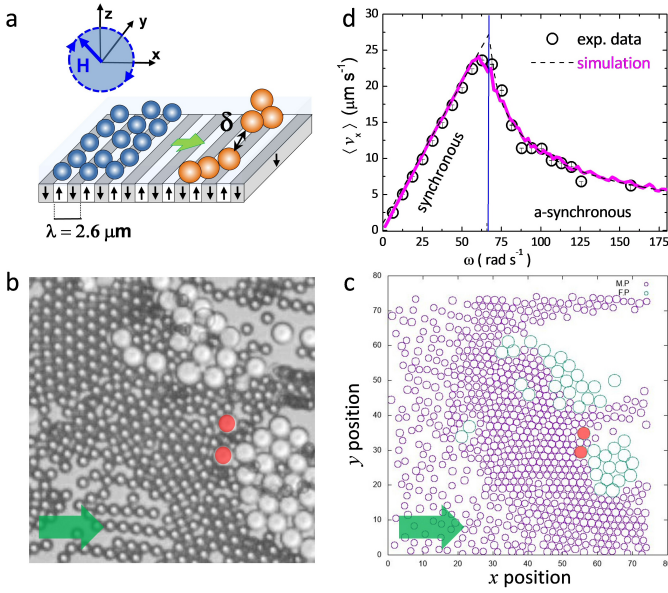 a
z
y
x
H
δ
λ = 2.6 μm
d
⟨ vₓ ⟩ (μm s⁻¹)
30
25
20
15
10
5
0
exp. data
simulation
synchronous
a-synchronous
0 25 50 75 100 125 150 175
ω ( rad s⁻¹)
b
c
M.P
F.P
y position
80
70
60
50
40
30
20
10
0
0 10 20 30 40 50 60 70 80
x position